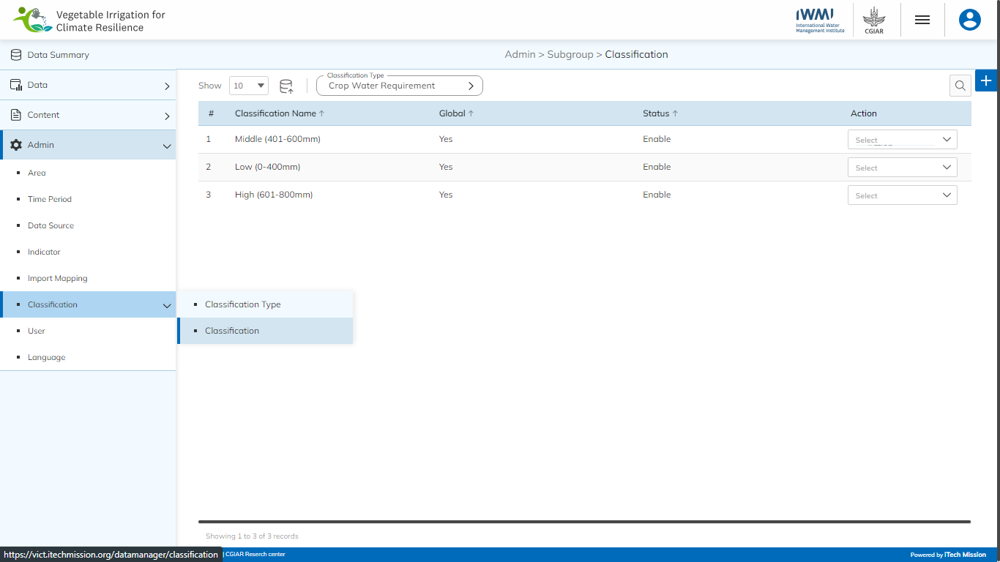 Vegetable Irrigation for
Climate Resilience
IWMI
International Water
Management Institute
CGIAR
Data Summary
Admin > Subgroup > Classification
Data
Content
Admin
Area
Time Period
Data Source
Indicator
Import Mapping
Classification
User
Language
Classification Type
Classification
Show 10
Classification Type
Crop Water Requirement
# Classification Name ↑ Global ↑ Status ↑ Action
1 Middle (401-600mm) Yes Enable Select
2 Low (0-400mm) Yes Enable Select
3 High (601-800mm) Yes Enable Select
Showing 1 to 3 of 3 records
https://vict.itechmission.org/datamanager/classification
| CGIAR Reserch center
Powered by iTech Mission